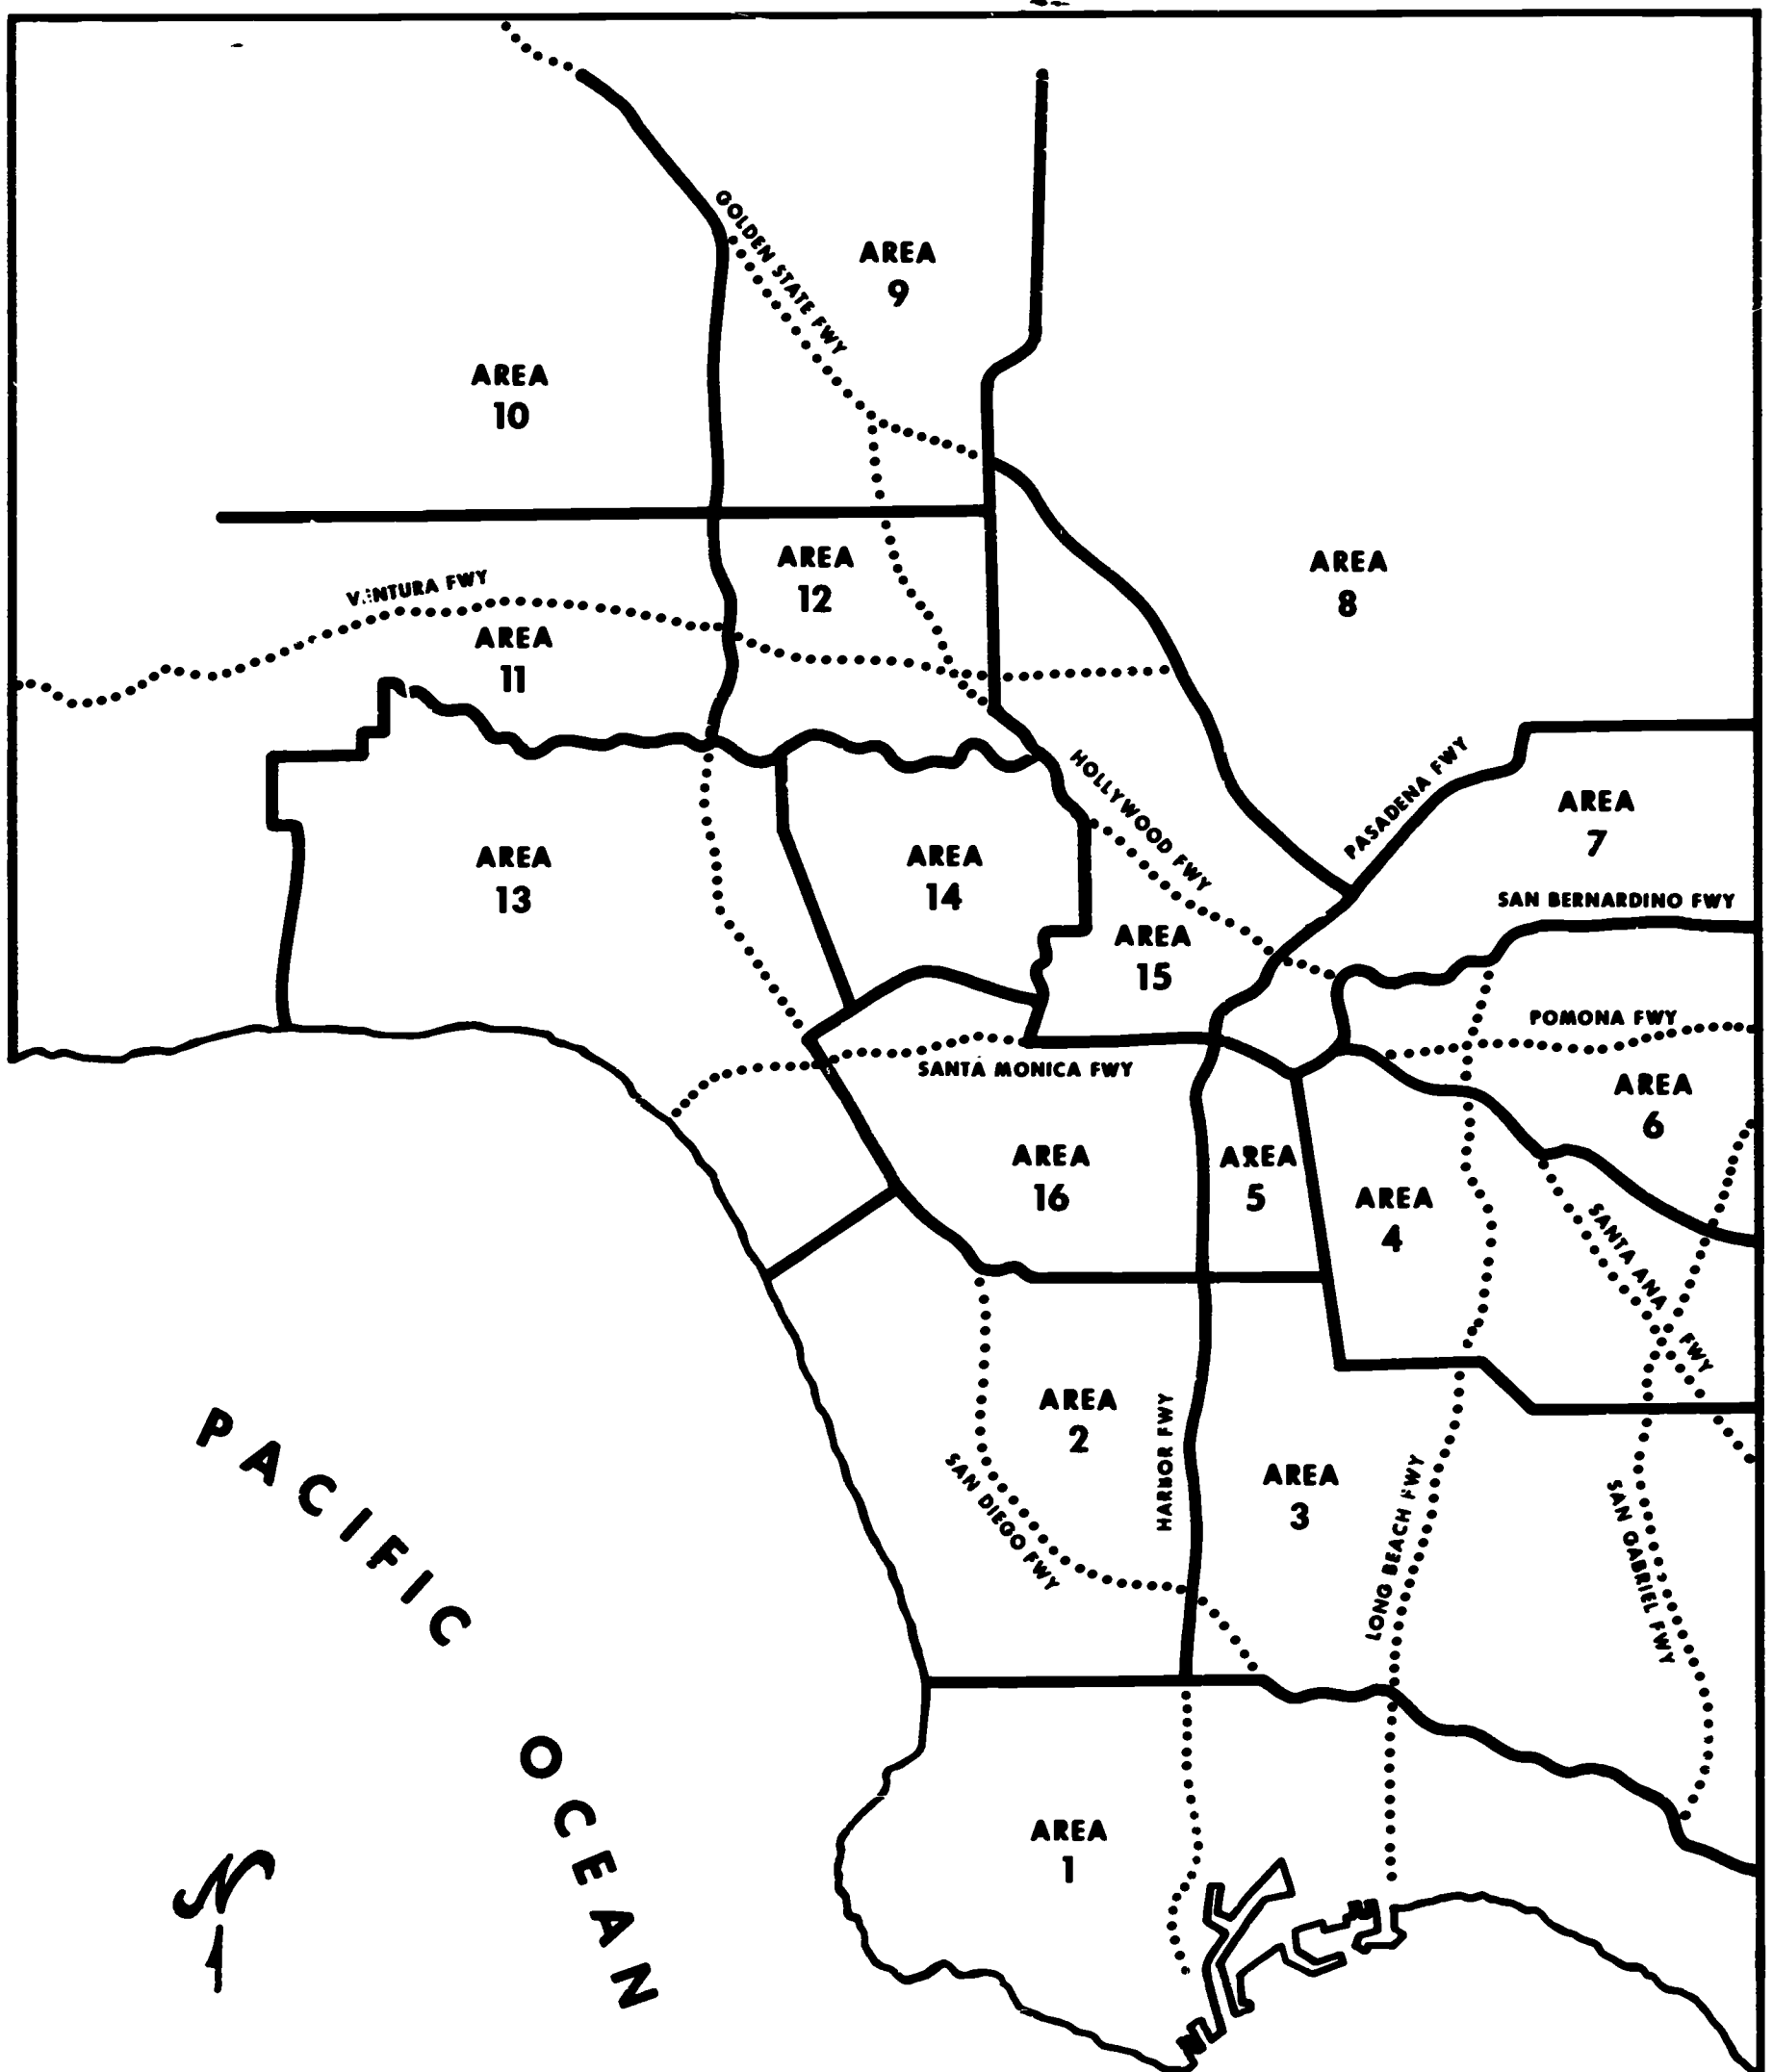 GOLDEN STATE FWY
AREA
9
AREA
10
AREA
12
AREA
8
VENTURA FWY
AREA
11
HOLLYWOOD FWY
PASADENA FWY
AREA
7
AREA
13
AREA
14
SAN BERNARDINO FWY
AREA
15
POMONA FWY
SANTA MONICA FWY
AREA
6
AREA
16
AREA
5
AREA
4
SANTA ANA FWY
AREA
2
HARBOR FWY
SAN DIEGO FWY
AREA
3
LONG BEACH FWY
SAN GABRIEL FWY
PACIFIC
OCEAN
AREA
1
N